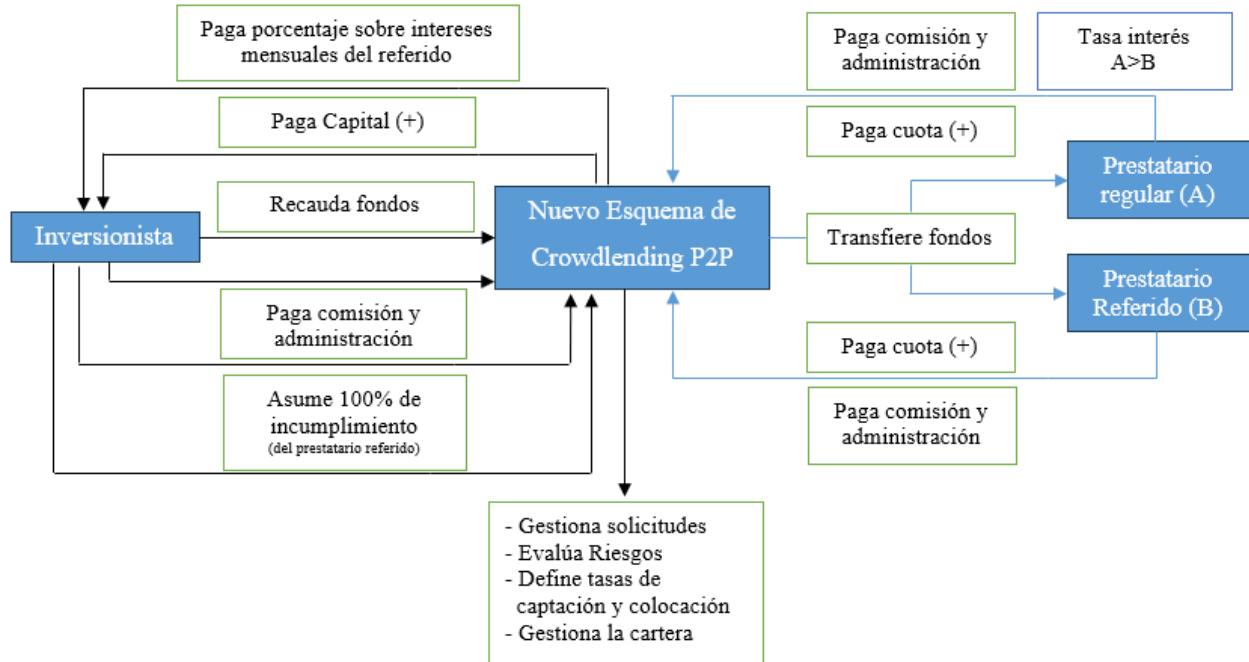 Paga porcentaje sobre intereses
mensuales del referido
Paga Capital (+)
Recauda fondos
Inversionista
Paga comisión y
administración
Asume 100% de
incumplimiento
(del prestatario referido)
Nuevo Esquema de
Crowdlending P2P
- Gestiona solicitudes
- Evalúa Riesgos
- Define tasas de
captación y colocación
- Gestiona la cartera
Paga comisión y
administración
Tasa interés
A>B
Paga cuota (+)
Prestatario
regular (A)
Transfiere fondos
Prestatario
Referido (B)
Paga cuota (+)
Paga comisión y
administración